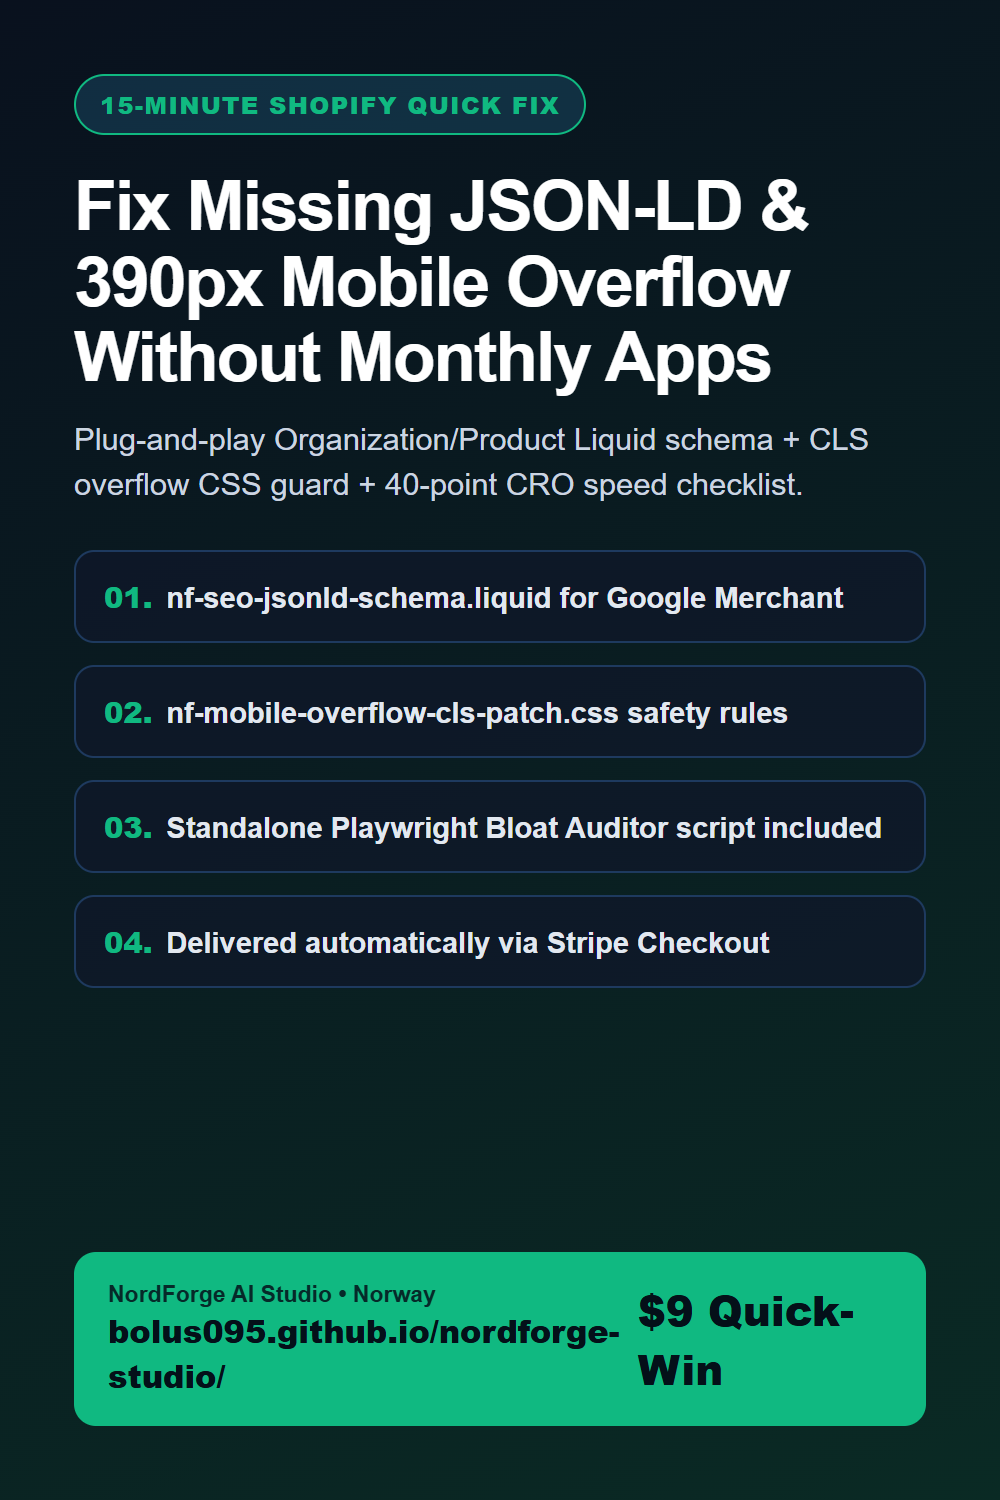 15-MINUTE SHOPIFY QUICK FIX
Fix Missing JSON-LD &
390px Mobile Overflow
Without Monthly Apps
Plug-and-play Organization/Product Liquid schema + CLS
overflow CSS guard + 40-point CRO speed checklist.
01. nf-seo-jsonld-schema.liquid for Google Merchant
02. nf-mobile-overflow-cls-patch.css safety rules
03. Standalone Playwright Bloat Auditor script included
04. Delivered automatically via Stripe Checkout
NordForge AI Studio • Norway
bolus095.github.io/nordforge-
studio/
$9 Quick-
Win